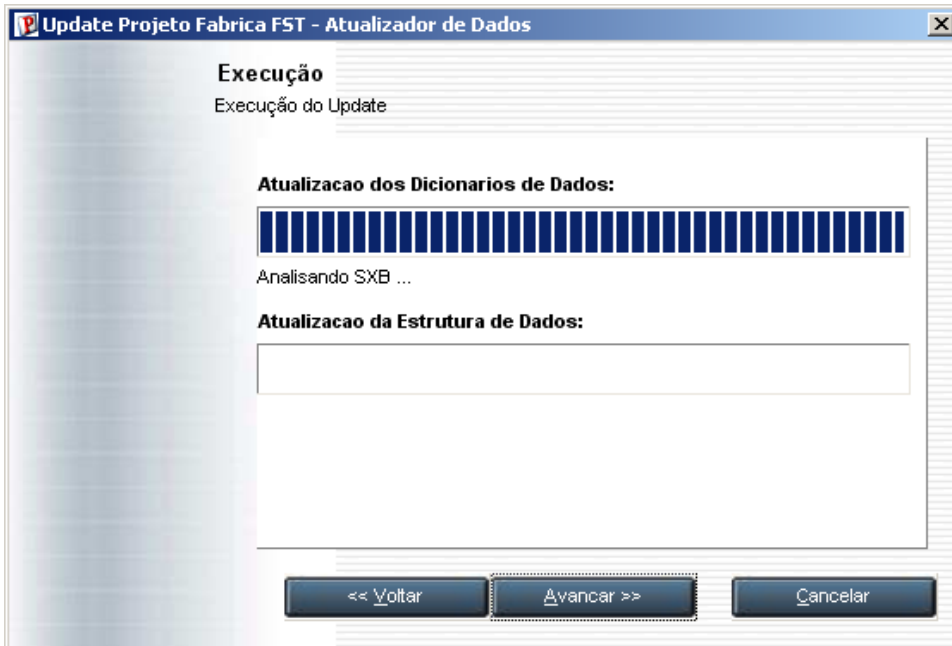 Update Projeto Fabrica FST - Atualizador de Dados
Execução
Execução do Update
Atualizacao dos Dicionarios de Dados:
Analisando SXB ...
Atualizacao da Estrutura de Dados:
<< Voltar
Avancar >>
Cancelar